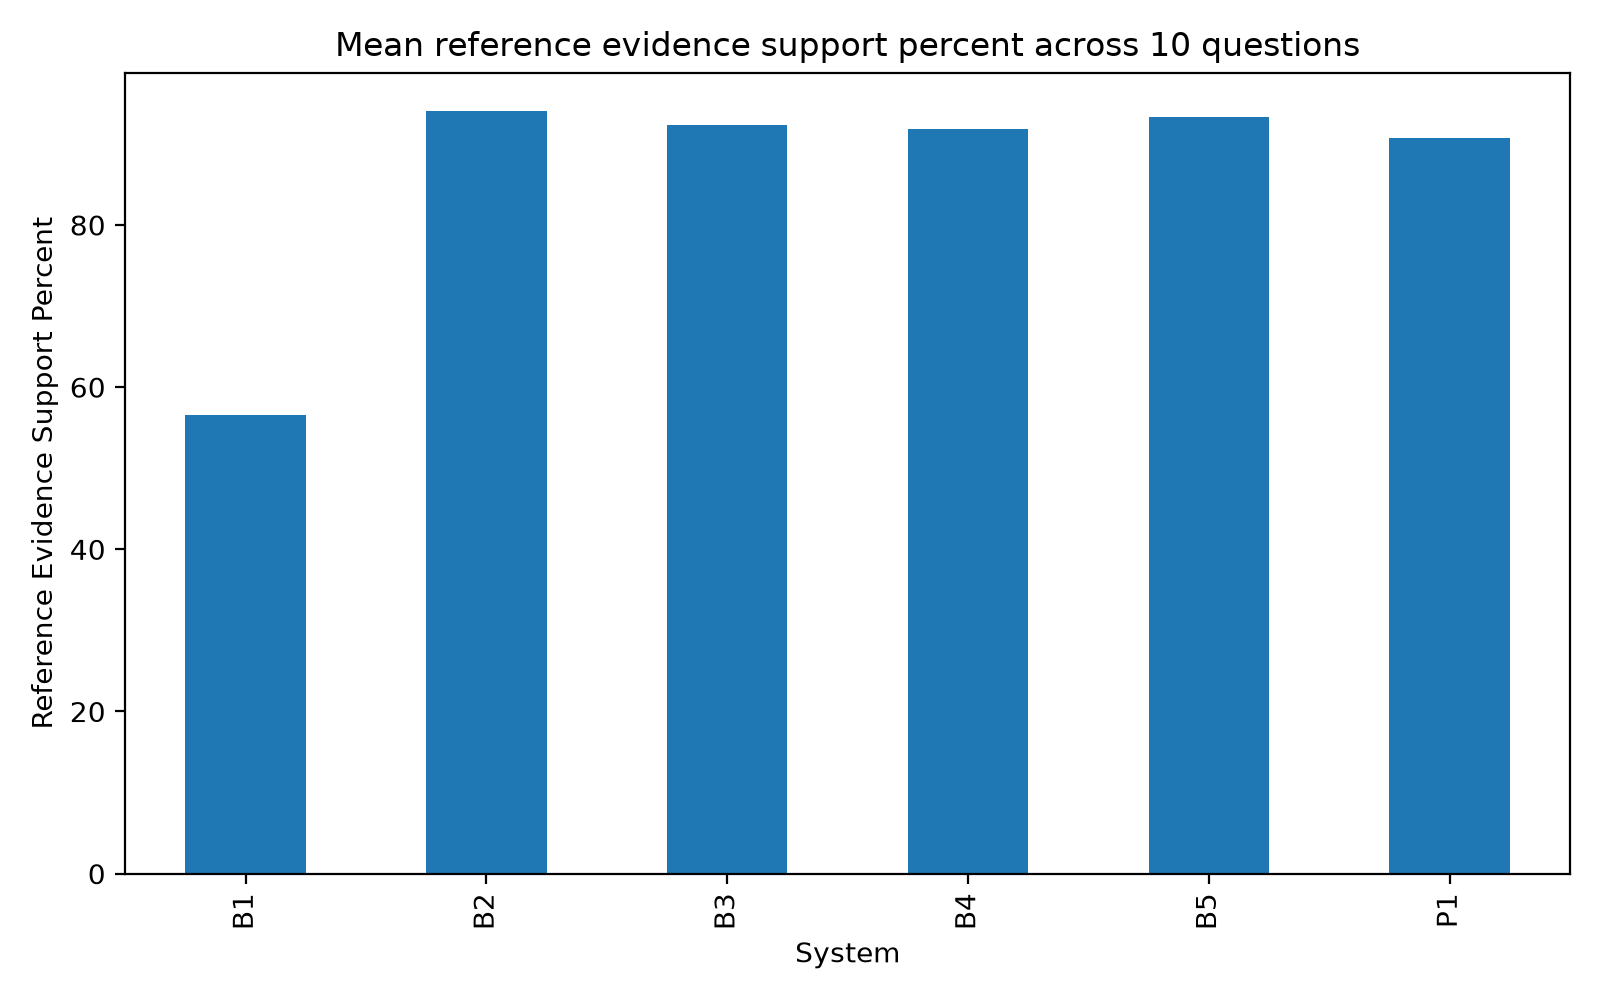 Mean reference evidence support percent across 10 questions
Reference Evidence Support Percent
80
60
40
20
0
B1 B2 B3 B4 B5 P1
System